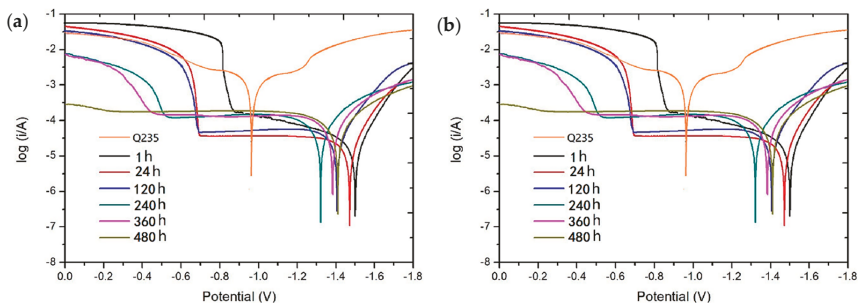 (a)
-1
-2
-3
-4
-5
-6
-7
-8
log (i/A)
Q235
1 h
24 h
120 h
240 h
360 h
480 h
0.0 -0.2 -0.4 -0.6 -0.8 -1.0 -1.2 -1.4 -1.6 -1.8
Potential (V)
(b)
-1
-2
-3
-4
-5
-6
-7
-8
log (i/A)
Q235
1 h
24 h
120 h
240 h
360 h
480 h
0.0 -0.2 -0.4 -0.6 -0.8 -1.0 -1.2 -1.4 -1.6 -1.8
Potential (V)